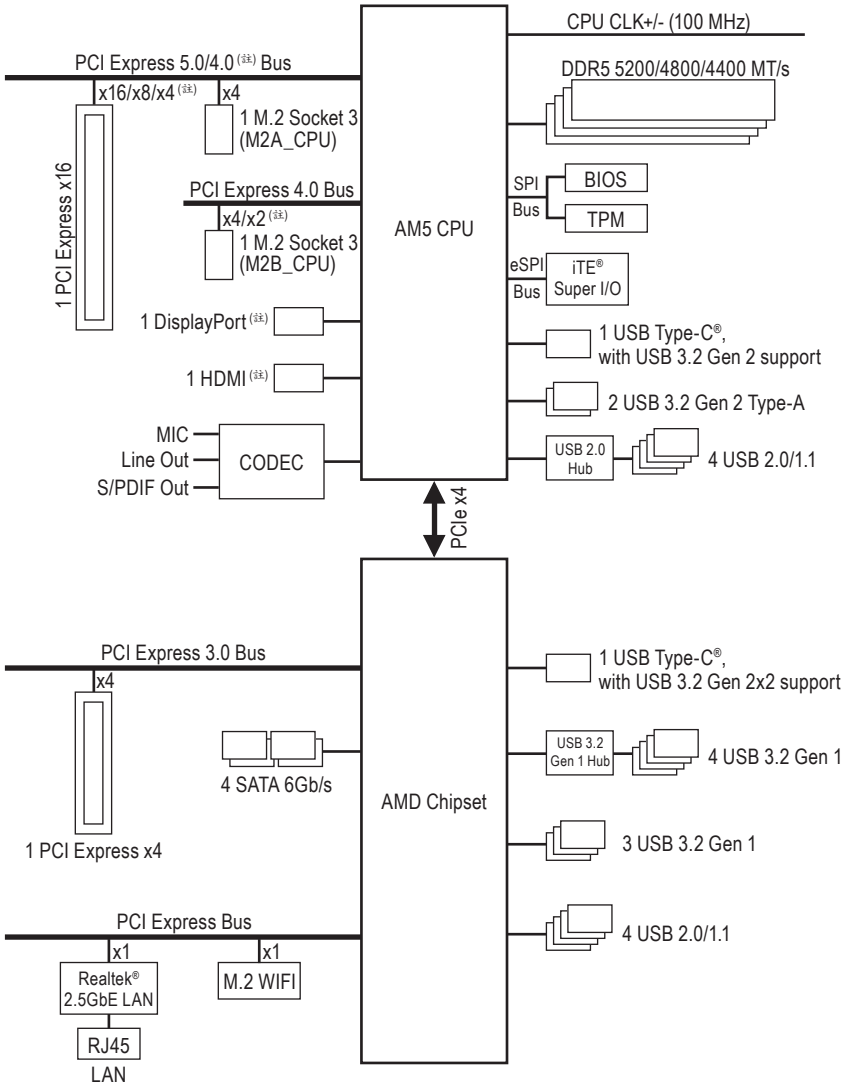 CPU CLK+/- (100 MHz)
PCI Express 5.0/4.0 (註) Bus
x16/x8/x4 (註)
x4
1 M.2 Socket 3
(M2A_CPU)
1 PCI Express x16
DDR5 5200/4800/4400 MT/s
PCI Express 4.0 Bus
x4/x2 (註)
1 M.2 Socket 3
(M2B_CPU)
AM5 CPU
SPI
Bus
BIOS
TPM
eSPI
Bus
iTE®
Super I/O
1 DisplayPort (註)
1 USB Type-C®,
with USB 3.2 Gen 2 support
1 HDMI (註)
2 USB 3.2 Gen 2 Type-A
MIC
Line Out
S/PDIF Out
CODEC
USB 2.0
Hub
4 USB 2.0/1.1
PCIe x4
PCI Express 3.0 Bus
x4
1 PCI Express x4
4 SATA 6Gb/s
AMD Chipset
1 USB Type-C®,
with USB 3.2 Gen 2x2 support
USB 3.2
Gen 1 Hub
4 USB 3.2 Gen 1
3 USB 3.2 Gen 1
4 USB 2.0/1.1
PCI Express Bus
x1
x1
Realtek®
2.5GbE LAN
M.2 WIFI
RJ45
LAN